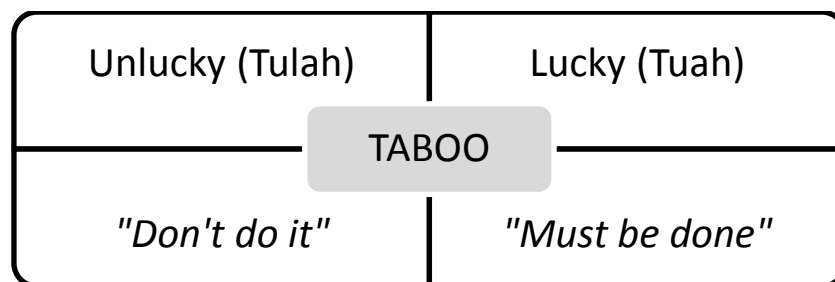 Unlucky (Tulah)
Lucky (Tuah)
TABOO
"Don't do it"
"Must be done"